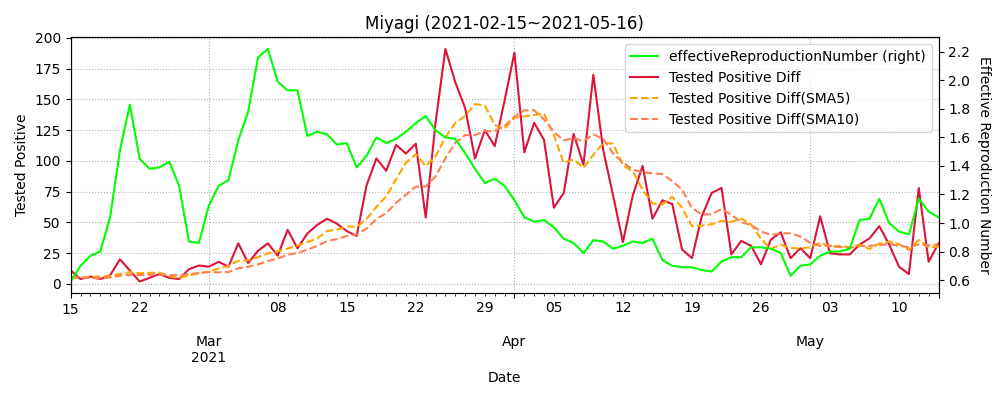 Miyagi (2021-02-15~2021-05-16)
effectiveReproductionNumber (right)
Tested Positive Diff
Tested Positive Diff(SMA5)
Tested Positive Diff(SMA10)
Tested Positive
200
175
150
125
100
75
50
25
0
2.2
2.0
1.8
1.6
1.4
1.2
1.0
0.8
0.6
Effective Reproduction Number
15 22 08 15 22 29 05 12 19 26 03 10
Mar Apr May
2021
Date